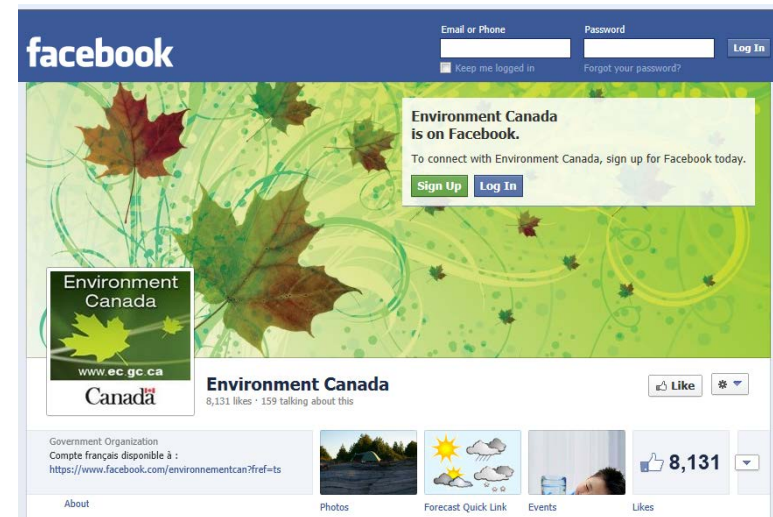 facebook
Email or Phone
Password
Log In
Keep me logged in
Forgot your password?
Environment Canada
is on Facebook.
To connect with Environment Canada, sign up for Facebook today.
Sign Up
Log In
Environment
Canada
www.ec.gc.ca
Canada
Environment Canada
8,131 likes · 159 talking about this
Like
Government Organization
Compte français disponible à :
https://www.facebook.com/environnementcan?fref=ts
8,131
About
Photos
Forecast Quick Link
Events
Likes